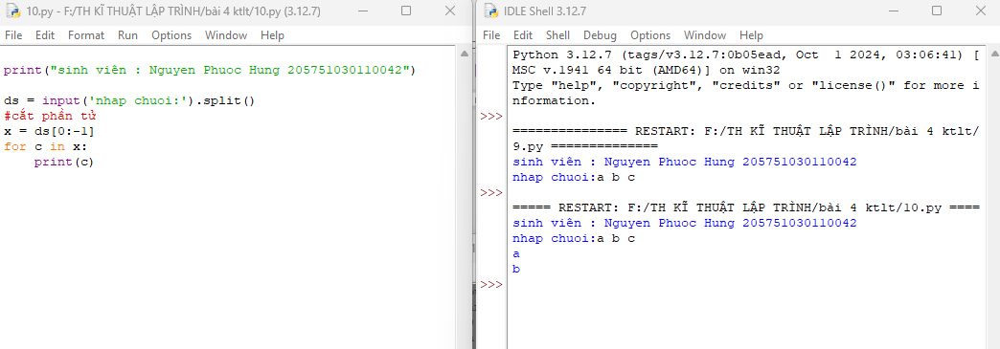 10.py - F:/TH KĨ THUẬT LẬP TRÌNH/bài 4 ktlt/10.py (3.12.7)
File Edit Format Run Options Window Help
print("sinh viên : Nguyen Phuoc Hung 205751030110042")
ds = input('nhap chuoi:').split()
#cắt phần tử
x = ds[0:-1]
for c in x:
    print(c)
IDLE Shell 3.12.7
File Edit Shell Debug Options Window Help
Python 3.12.7 (tags/v3.12.7:0b05ead, Oct  1 2024, 03:06:41) [
MSC v.1941 64 bit (AMD64)] on win32
Type "help", "copyright", "credits" or "license()" for more i
nformation.
>>>
=============== RESTART: F:/TH KĨ THUẬT LẬP TRÌNH/bài 4 ktlt/
9.py ==============
sinh viên : Nguyen Phuoc Hung 205751030110042
nhap chuoi:a b c
>>>
===== RESTART: F:/TH KĨ THUẬT LẬP TRÌNH/bài 4 ktlt/10.py ====
sinh viên : Nguyen Phuoc Hung 205751030110042
nhap chuoi:a b c
a
b
>>>